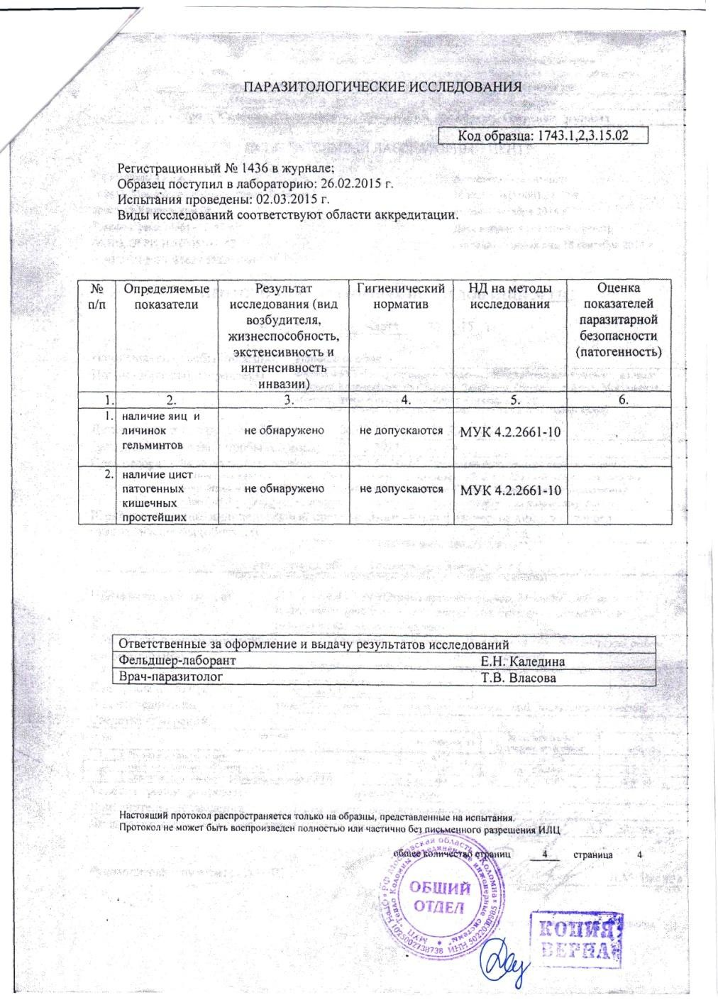 ПАРАЗИТОЛОГИЧЕСКИЕ ИССЛЕДОВАНИЯ
Код образца: 1743.1,2,3.15.02
Регистрационный № 1436 в журнале;
Образец поступил в лабораторию: 26.02.2015 г.
Испытания проведены: 02.03.2015 г.
Виды исследований соответствуют области аккредитации.
№ п/п
Определяемые показатели
Результат исследования (вид возбудителя, жизнеспособность, экстенсивность и интенсивность инвазии)
Гигиенический норматив
НД на методы исследования
Оценка показателей паразитарной безопасности (патогенность)
1. 2. 3. 4. 5. 6.
1. наличие яиц и личинок гельминтов не обнаружено не допускаются МУК 4.2.2661-10
2. наличие цист патогенных кишечных простейших не обнаружено не допускаются МУК 4.2.2661-10
Ответственные за оформление и выдачу результатов исследований
Фельдшер-лаборант Е.Н. Каледина
Врач-паразитолог Т.В. Власова
Настоящий протокол распространяется только на образцы, представленные на испытания.
Протокол не может быть воспроизведен полностью или частично без письменного разрешения ИЛЦ
общее количество страниц 4 страница 4
ОБЩИЙ
ОТДЕЛ
КОПИЯ
ВЕРНА